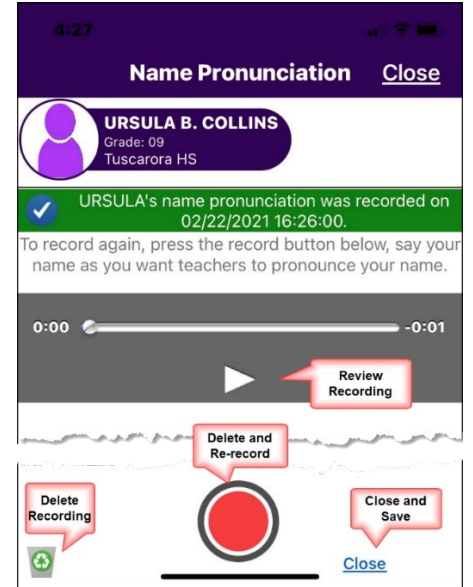 4:27
Name Pronunciation Close
URSULA B. COLLINS
Grade: 09
Tuscarora HS
URSULA's name pronunciation was recorded on
02/22/2021 16:26:00.
To record again, press the record button below, say your
name as you want teachers to pronounce your name.
0:00 -0:01
Review
Recording
Delete and
Re-record
Delete
Recording
Close and
Save
Close